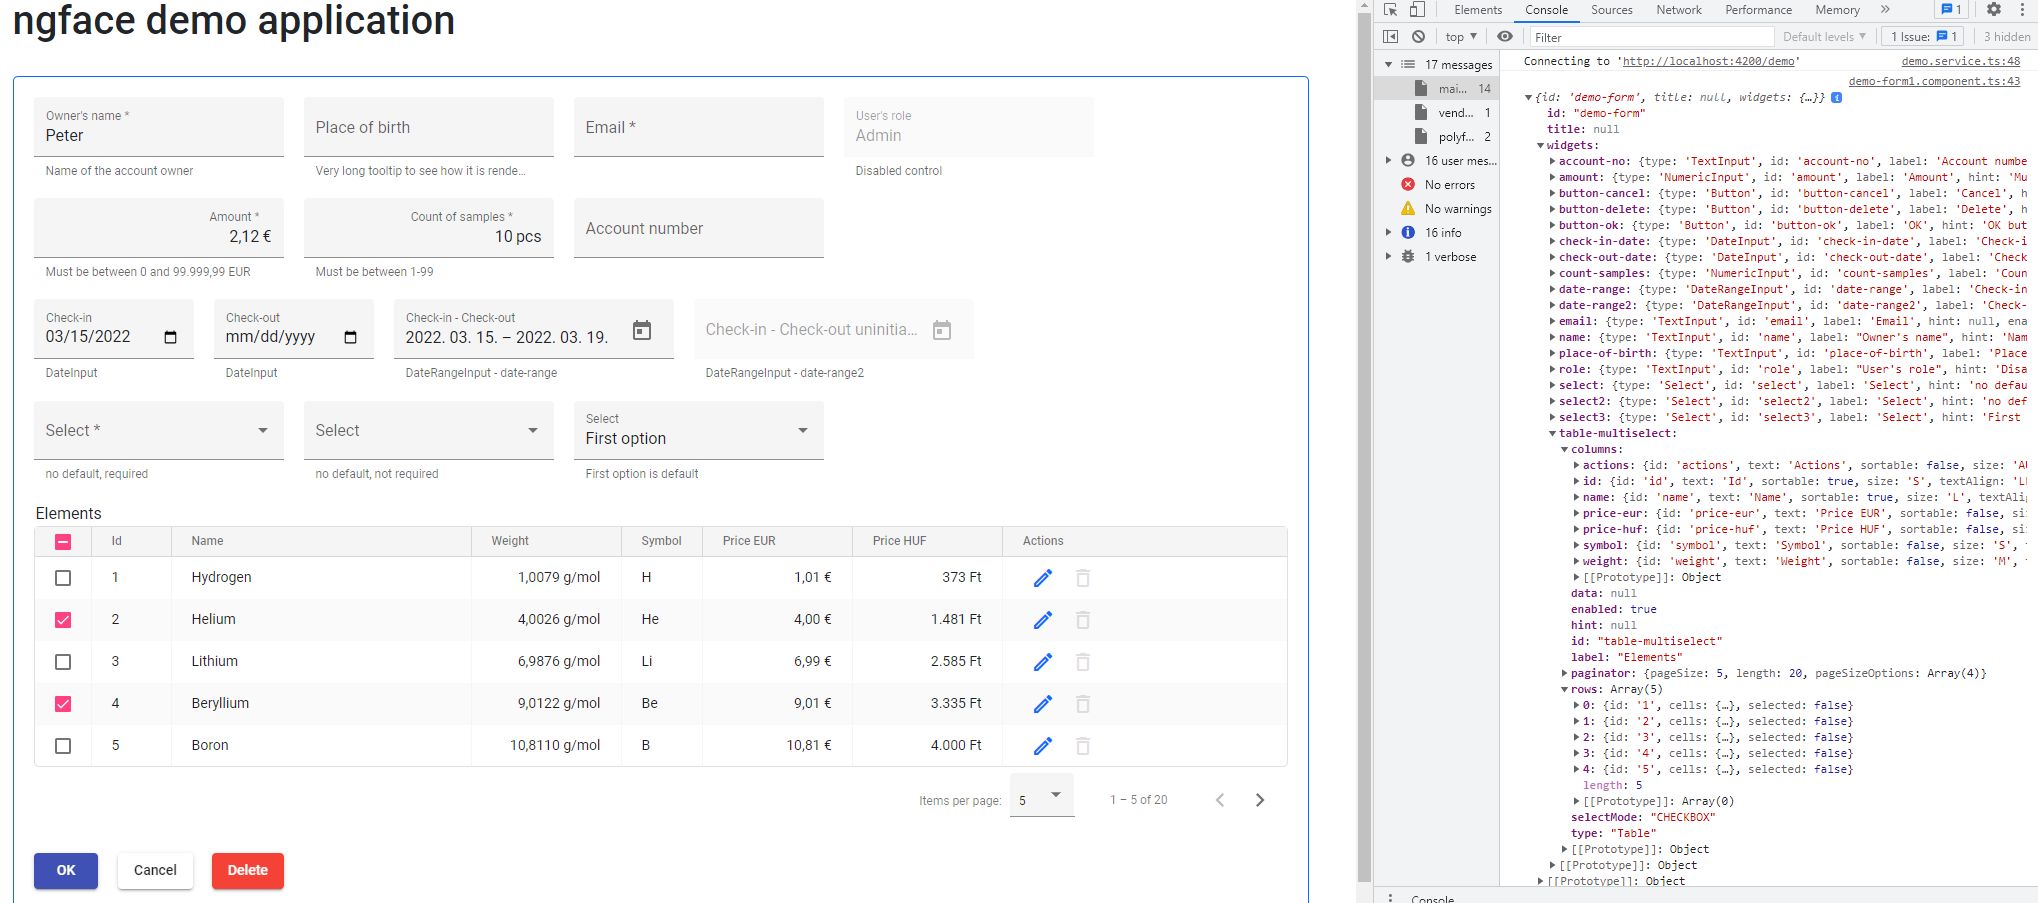 ngface demo application
Owner's name *
Peter
Name of the account owner
Place of birth
Very long tooltip to see how it is rende...
Email *
User's role
Admin
Disabled control
Amount *
2,12 €
Must be between 0 and 99.999,99 EUR
Count of samples *
10 pcs
Must be between 1-99
Account number
Check-in
03/15/2022
DateInput
Check-out
mm/dd/yyyy
DateInput
Check-in - Check-out
2022. 03. 15. – 2022. 03. 19.
DateRangeInput - date-range
Check-in - Check-out uninitia...
DateRangeInput - date-range2
Select *
no default, required
Select
no default, not required
Select
First option
First option is default
Elements
Id Name Weight Symbol Price EUR Price HUF Actions
1 Hydrogen 1,0079 g/mol H 1,01 € 373 Ft
2 Helium 4,0026 g/mol He 4,00 € 1.481 Ft
3 Lithium 6,9876 g/mol Li 6,99 € 2.585 Ft
4 Beryllium 9,0122 g/mol Be 9,01 € 3.335 Ft
5 Boron 10,8110 g/mol B 10,81 € 4.000 Ft
Items per page: 5 1 – 5 of 20
OK Cancel Delete
Elements Console Sources Network Performance Memory » 1
top Filter Default levels 1 Issue: 1 3 hidden
17 messages
mai... 14
vend... 1
polyf... 2
16 user mes...
No errors
No warnings
16 info
1 verbose
Connecting to 'http://localhost:4200/demo' demo.service.ts:48
demo-form1.component.ts:43
{id: 'demo-form', title: null, widgets: {…}} i
id: "demo-form"
title: null
widgets:
account-no: {type: 'TextInput', id: 'account-no', label: 'Account numbe
amount: {type: 'NumericInput', id: 'amount', label: 'Amount', hint: 'Mu
button-cancel: {type: 'Button', id: 'button-cancel', label: 'Cancel', h
button-delete: {type: 'Button', id: 'button-delete', label: 'Delete', h
button-ok: {type: 'Button', id: 'button-ok', label: 'OK', hint: 'OK but
check-in-date: {type: 'DateInput', id: 'check-in-date', label: 'Check-i
check-out-date: {type: 'DateInput', id: 'check-out-date', label: 'Check
count-samples: {type: 'NumericInput', id: 'count-samples', label: 'Coun
date-range: {type: 'DateRangeInput', id: 'date-range', label: 'Check-in
date-range2: {type: 'DateRangeInput', id: 'date-range2', label: 'Check-
email: {type: 'TextInput', id: 'email', label: 'Email', hint: null, ena
name: {type: 'TextInput', id: 'name', label: "Owner's name", hint: 'Nam
place-of-birth: {type: 'TextInput', id: 'place-of-birth', label: 'Place
role: {type: 'TextInput', id: 'role', label: "User's role", hint: 'Disa
select: {type: 'Select', id: 'select', label: 'Select', hint: 'no defau
select2: {type: 'Select', id: 'select2', label: 'Select', hint: 'no def
select3: {type: 'Select', id: 'select3', label: 'Select', hint: 'First
table-multiselect:
columns:
actions: {id: 'actions', text: 'Actions', sortable: false, size: 'AU
id: {id: 'id', text: 'Id', sortable: true, size: 'S', textAlign: 'LE
name: {id: 'name', text: 'Name', sortable: true, size: 'L', textAlig
price-eur: {id: 'price-eur', text: 'Price EUR', sortable: false, siz
price-huf: {id: 'price-huf', text: 'Price HUF', sortable: false, siz
symbol: {id: 'symbol', text: 'Symbol', sortable: false, size: 'S', t
weight: {id: 'weight', text: 'Weight', sortable: false, size: 'M', t
[[Prototype]]: Object
data: null
enabled: true
hint: null
id: "table-multiselect"
label: "Elements"
paginator: {pageSize: 5, length: 20, pageSizeOptions: Array(4)}
rows: Array(5)
0: {id: '1', cells: {…}, selected: false}
1: {id: '2', cells: {…}, selected: false}
2: {id: '3', cells: {…}, selected: false}
3: {id: '4', cells: {…}, selected: false}
4: {id: '5', cells: {…}, selected: false}
length: 5
[[Prototype]]: Array(0)
selectMode: "CHECKBOX"
type: "Table"
[[Prototype]]: Object
[[Prototype]]: Object
[[Prototype]]: Object
Console